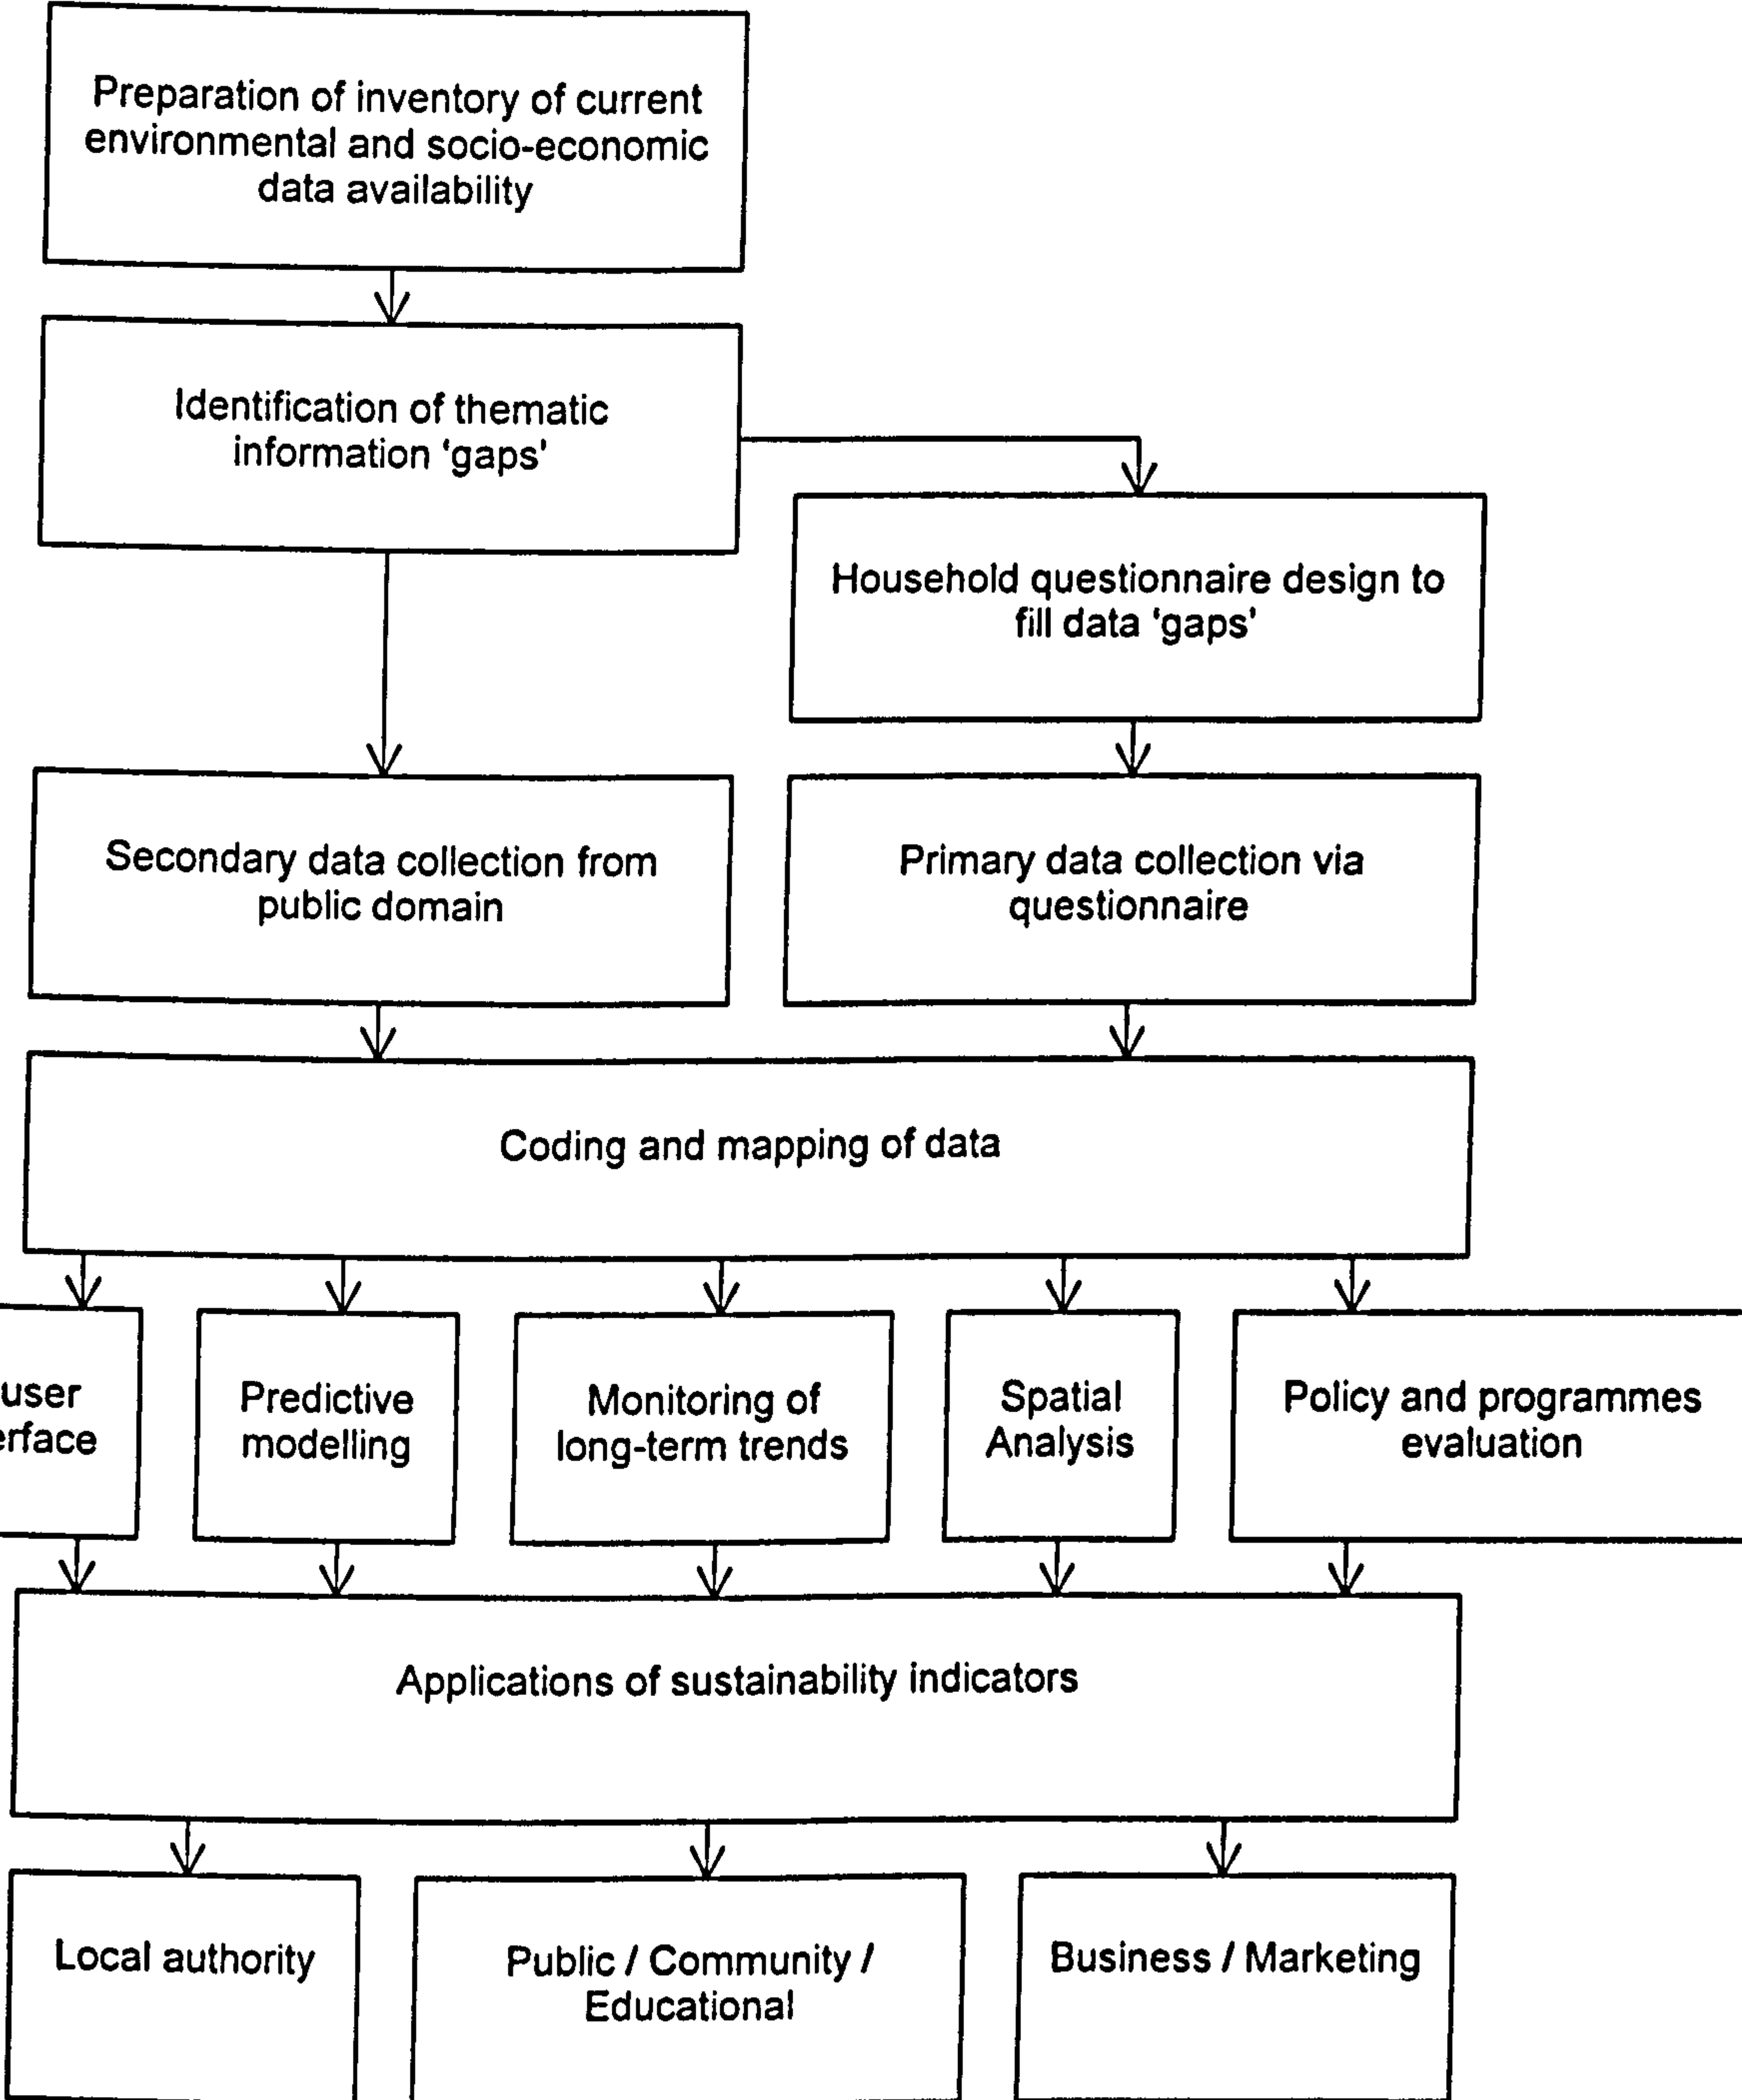 Preparation of inventory of current
environmental and socio-economic
data availability
Identification of thematic
information 'gaps'
Household questionnaire design to
fill data 'gaps'
Secondary data collection from
public domain
Primary data collection via
questionnaire
Coding and mapping of data
user
erface
Predictive
modelling
Monitoring of
long-term trends
Spatial
Analysis
Policy and programmes
evaluation
Applications of sustainability indicators
Local authority
Public / Community /
Educational
Business / Marketing